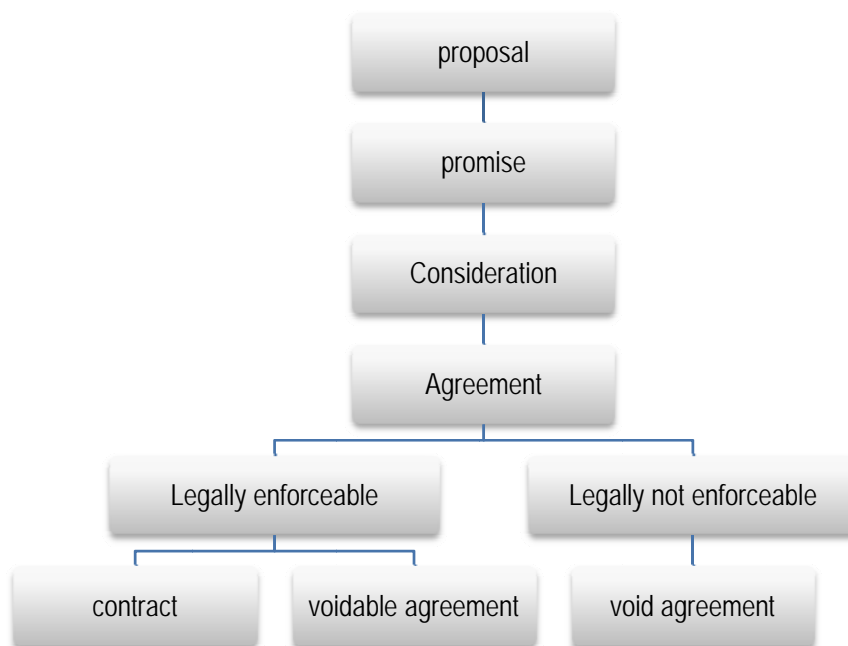 proposal
promise
Consideration
Agreement
Legally enforceable
Legally not enforceable
contract
voidable agreement
void agreement